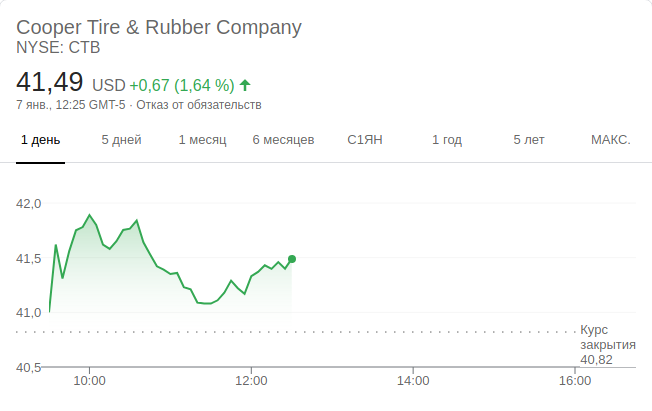 Cooper Tire & Rubber Company
NYSE: CTB
41,49 USD +0,67 (1,64 %)
7 янв., 12:25 GMT-5 · Отказ от обязательств
1 день 5 дней 1 месяц 6 месяцев С1ЯН 1 год 5 лет МАКС.
42,0
41,5
41,0
Курс
закрытия
40,82
40,5
10:00 12:00 14:00 16:00